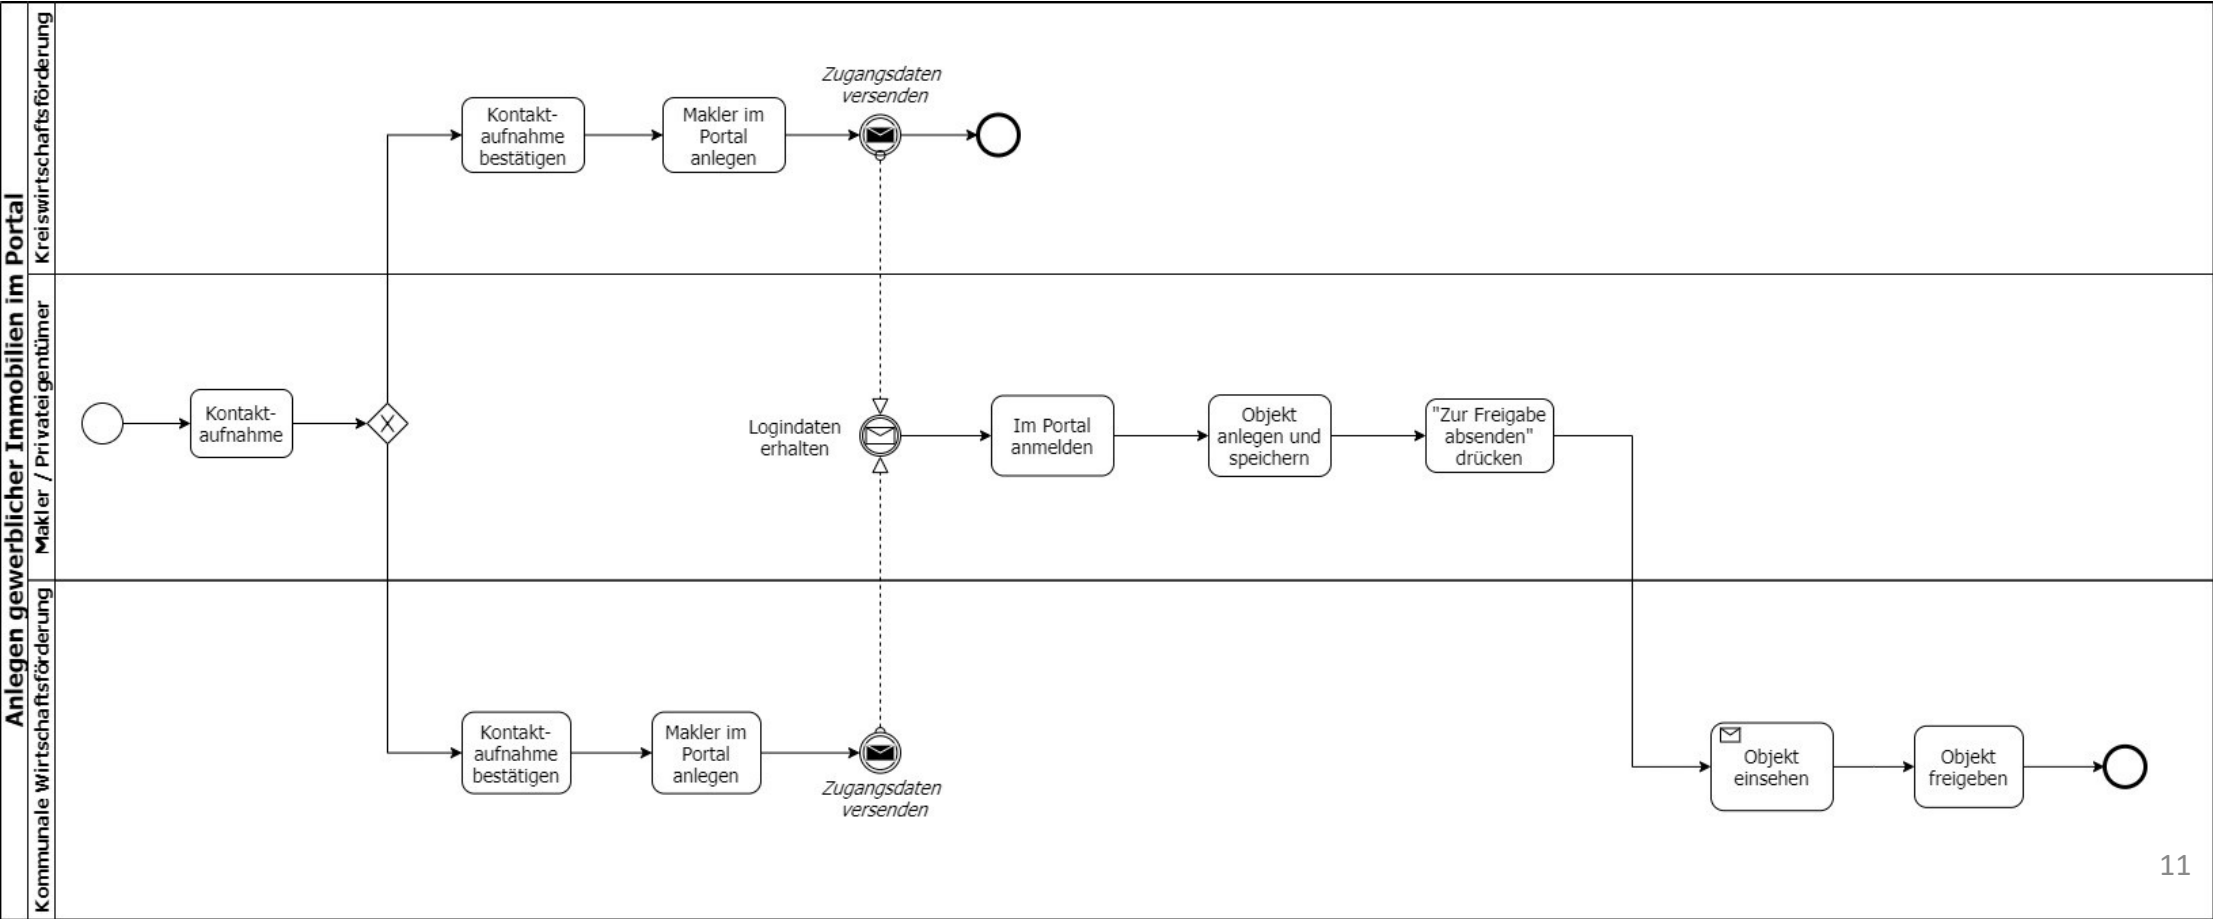 Anlegen gewerblicher Immobilien im Portal
Kreiswirtschaftsförderung
Zugangsdaten
versenden
Kontakt-
aufnahme
bestätigen
Makler im
Portal
anlegen
Makler / Privateigentümer
Kontakt-
aufnahme
Logindaten
erhalten
Im Portal
anmelden
Objekt
anlegen und
speichern
"Zur Freigabe
absenden"
drücken
Kommunale Wirtschaftsförderung
Kontakt-
aufnahme
bestätigen
Makler im
Portal
anlegen
Zugangsdaten
versenden
Objekt
einsehen
Objekt
freigeben
11